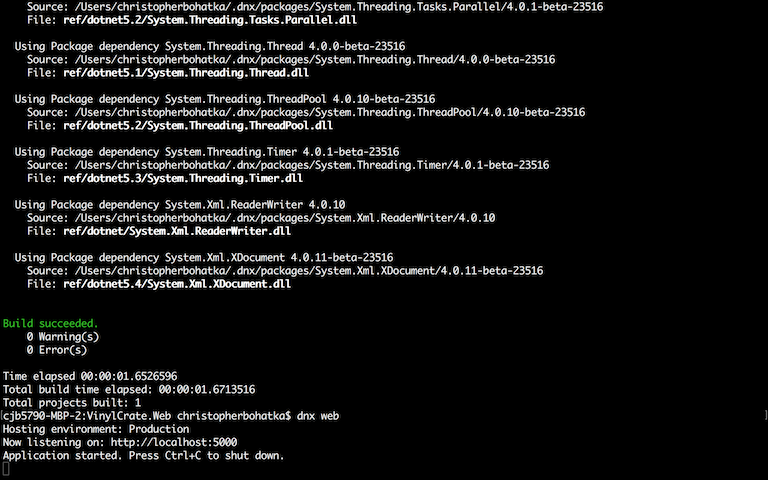 Source: /Users/christopherbohatka/.dnx/packages/System.Threading.Tasks.Parallel/4.0.1-beta-23516
File: ref/dotnet5.2/System.Threading.Tasks.Parallel.dll
Using Package dependency System.Threading.Thread 4.0.0-beta-23516
Source: /Users/christopherbohatka/.dnx/packages/System.Threading.Thread/4.0.0-beta-23516
File: ref/dotnet5.1/System.Threading.Thread.dll
Using Package dependency System.Threading.ThreadPool 4.0.10-beta-23516
Source: /Users/christopherbohatka/.dnx/packages/System.Threading.ThreadPool/4.0.10-beta-23516
File: ref/dotnet5.2/System.Threading.ThreadPool.dll
Using Package dependency System.Threading.Timer 4.0.1-beta-23516
Source: /Users/christopherbohatka/.dnx/packages/System.Threading.Timer/4.0.1-beta-23516
File: ref/dotnet5.3/System.Threading.Timer.dll
Using Package dependency System.Xml.ReaderWriter 4.0.10
Source: /Users/christopherbohatka/.dnx/packages/System.Xml.ReaderWriter/4.0.10
File: ref/dotnet/System.Xml.ReaderWriter.dll
Using Package dependency System.Xml.XDocument 4.0.11-beta-23516
Source: /Users/christopherbohatka/.dnx/packages/System.Xml.XDocument/4.0.11-beta-23516
File: ref/dotnet5.4/System.Xml.XDocument.dll
Build succeeded.
0 Warning(s)
0 Error(s)
Time elapsed 00:00:01.6526596
Total build time elapsed: 00:00:01.6713516
Total projects built: 1
cjb5790-MBP-2:VinylCrate.Web christopherbohatka$ dnx web
Hosting environment: Production
Now listening on: http://localhost:5000
Application started. Press Ctrl+C to shut down.